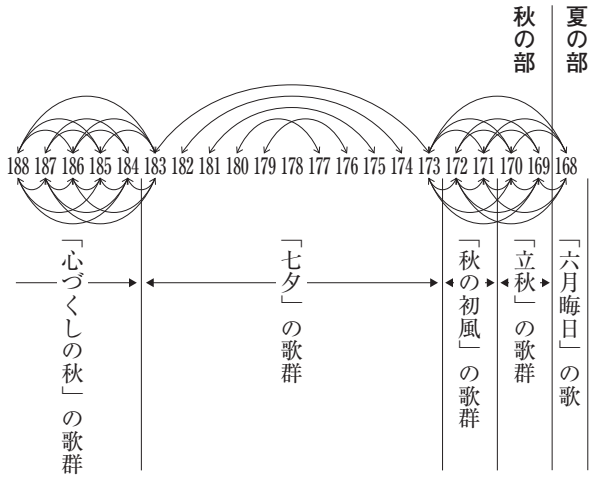 夏の部
秋の部
188 187 186 185 184 183 182 181 180 179 178 177 176 175 174 173 172 171 170 169 168
「六月晦日」の歌
「立秋」の歌群
「秋の初風」の歌群
「七夕」の歌群
「心づくしの秋」の歌群